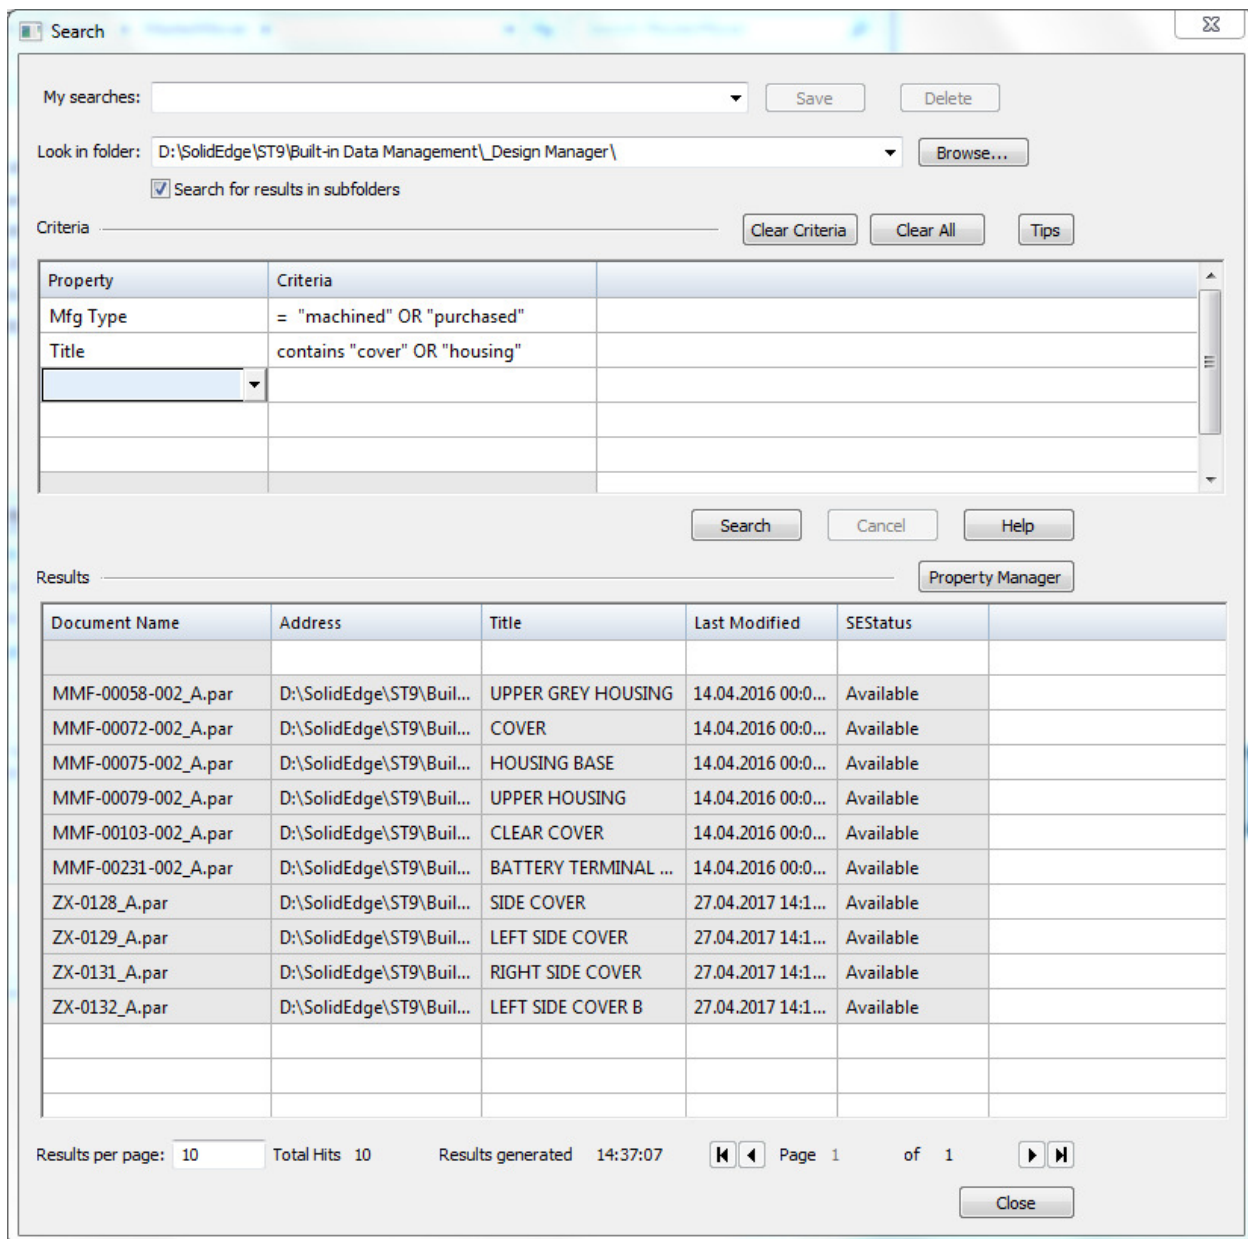 Search
My searches: Save Delete
Look in folder: D:\SolidEdge\ST9\Built-in Data Management\_Design Manager\ Browse...
Search for results in subfolders
Criteria Clear Criteria Clear All Tips
Property Criteria
Mfg Type = "machined" OR "purchased"
Title contains "cover" OR "housing"
Search Cancel Help
Results Property Manager
Document Name Address Title Last Modified SEStatus
MMF-00058-002_A.par D:\SolidEdge\ST9\Buil... UPPER GREY HOUSING 14.04.2016 00:0... Available
MMF-00072-002_A.par D:\SolidEdge\ST9\Buil... COVER 14.04.2016 00:0... Available
MMF-00075-002_A.par D:\SolidEdge\ST9\Buil... HOUSING BASE 14.04.2016 00:0... Available
MMF-00079-002_A.par D:\SolidEdge\ST9\Buil... UPPER HOUSING 14.04.2016 00:0... Available
MMF-00103-002_A.par D:\SolidEdge\ST9\Buil... CLEAR COVER 14.04.2016 00:0... Available
MMF-00231-002_A.par D:\SolidEdge\ST9\Buil... BATTERY TERMINAL ... 14.04.2016 00:0... Available
ZX-0128_A.par D:\SolidEdge\ST9\Buil... SIDE COVER 27.04.2017 14:1... Available
ZX-0129_A.par D:\SolidEdge\ST9\Buil... LEFT SIDE COVER 27.04.2017 14:1... Available
ZX-0131_A.par D:\SolidEdge\ST9\Buil... RIGHT SIDE COVER 27.04.2017 14:1... Available
ZX-0132_A.par D:\SolidEdge\ST9\Buil... LEFT SIDE COVER B 27.04.2017 14:1... Available
Results per page: 10 Total Hits 10 Results generated 14:37:07 Page 1 of 1
Close